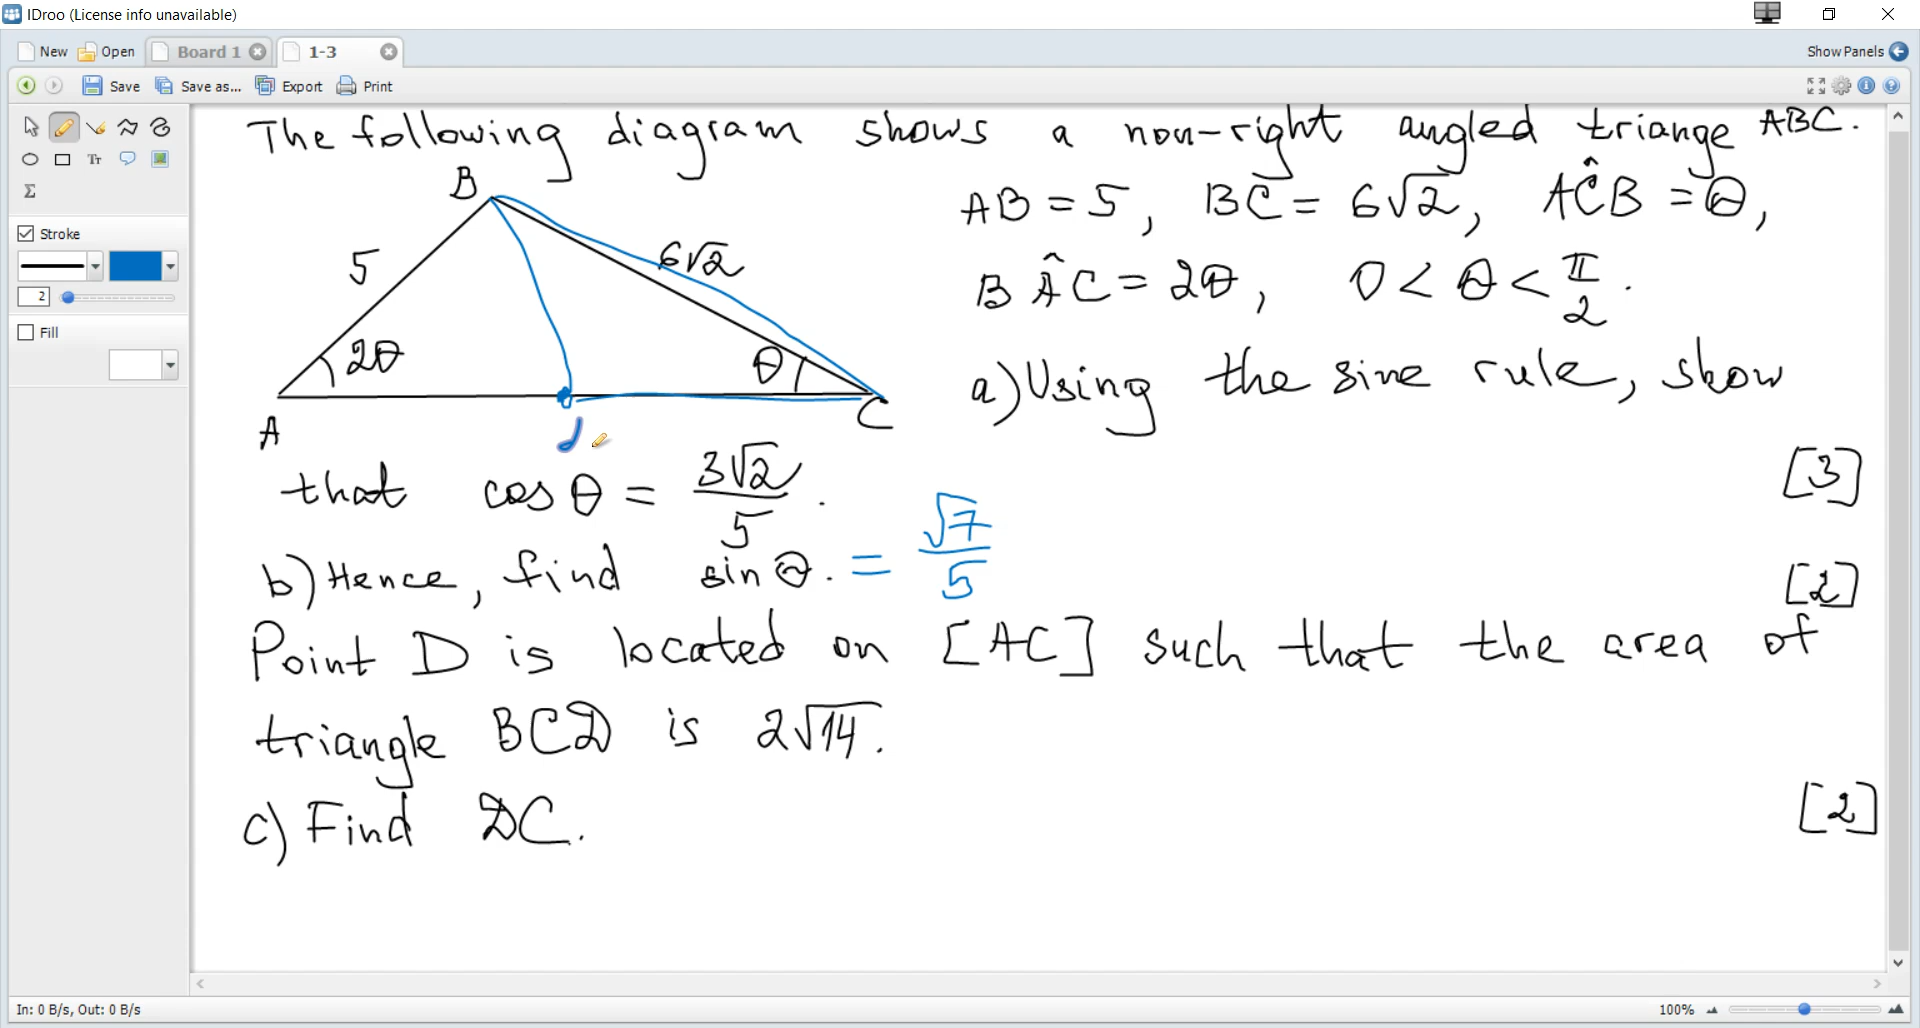 IDroo (License info unavailable)
New Open Board 1 1-3 Show Panels
Save Save as... Export Print
The following diagram shows a non-right angled triange ABC.
B
AB = 5, BC = 6√2, AĈB = θ,
5
6√2
BÂC = 2θ, 0 < θ < π/2.
2θ
θ
a) Using the sine rule, show
A
C
that cos θ = 3√2/5. [3]
b) Hence, find sin θ. = √7/5 [2]
Point D is located on [AC] such that the area of
triangle BCD is 2√14.
c) Find DC. [2]
Tr
Σ
Stroke
2
Fill
In: 0 B/s, Out: 0 B/s 100%